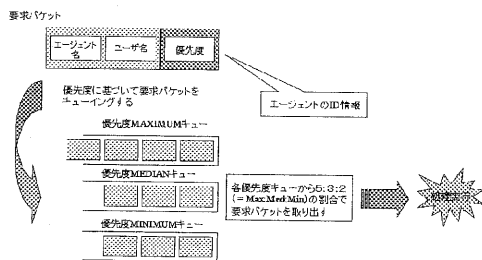 要求パケット
エージェント
名
ユーザ名
優先度
優先度に基づいて要求パケットを
キューイングする
エージェントのID情報
優先度MAXIMUMキュー
優先度MEDIANキュー
各優先度キューから5:3:2
(=Max:Med:Min)の割合で
要求パケットを取り出す
処理実行
優先度MINIMUMキュー